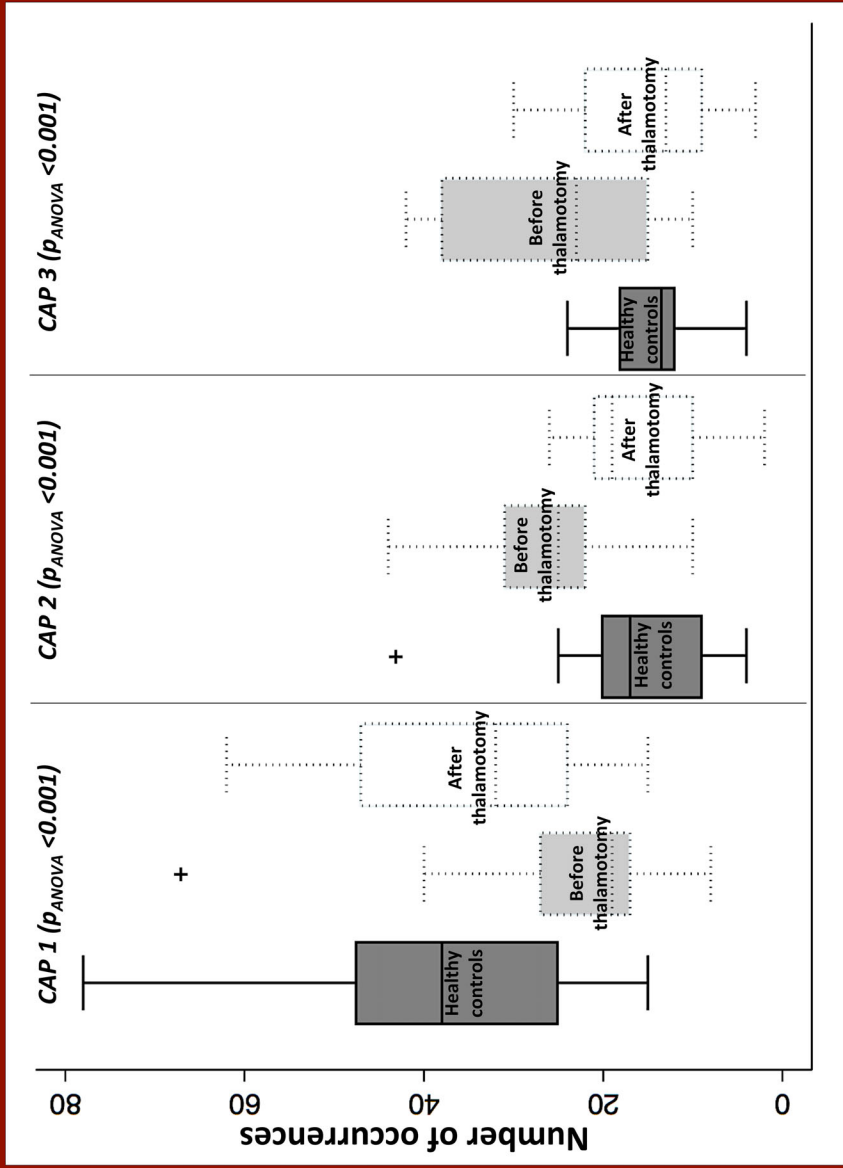 CAP 1 (pANOVA <0.001)
CAP 2 (pANOVA <0.001)
CAP 3 (pANOVA <0.001)
Number of occurrences
80
60
40
20
0
Healthy
controls
Before
thalamotomy
After
thalamotomy
Healthy
controls
Before
thalamotomy
After
thalamotomy
Healthy
controls
Before
thalamotomy
After
thalamotomy